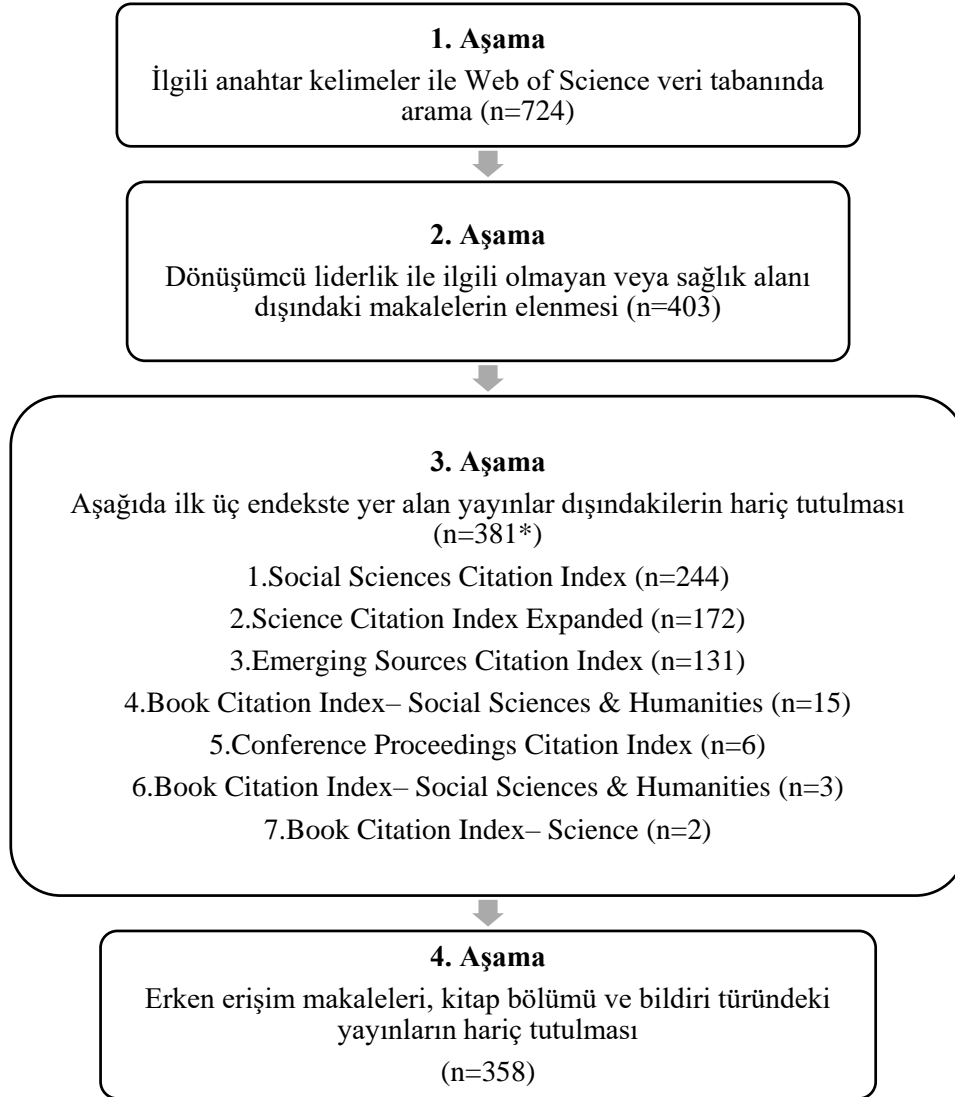 1. Aşama
İlgili anahtar kelimeler ile Web of Science veri tabanında
arama (n=724)
2. Aşama
Dönüşümcü liderlik ile ilgili olmayan veya sağlık alanı
dışındaki makalelerin elenmesi (n=403)
3. Aşama
Aşağıda ilk üç endekste yer alan yayınlar dışındakilerin hariç tutulması
(n=381*)
1.Social Sciences Citation Index (n=244)
2.Science Citation Index Expanded (n=172)
3.Emerging Sources Citation Index (n=131)
4.Book Citation Index– Social Sciences & Humanities (n=15)
5.Conference Proceedings Citation Index (n=6)
6.Book Citation Index– Social Sciences & Humanities (n=3)
7.Book Citation Index– Science (n=2)
4. Aşama
Erken erişim makaleleri, kitap bölümü ve bildiri türündeki
yayınların hariç tutulması
(n=358)